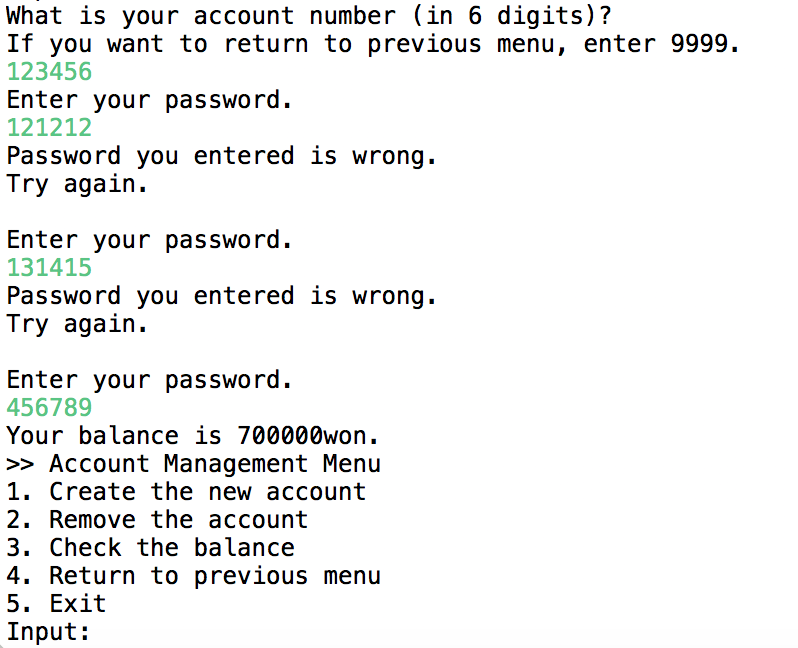 What is your account number (in 6 digits)?
If you want to return to previous menu, enter 9999.
123456
Enter your password.
121212
Password you entered is wrong.
Try again.
Enter your password.
131415
Password you entered is wrong.
Try again.
Enter your password.
456789
Your balance is 700000won.
>> Account Management Menu
1. Create the new account
2. Remove the account
3. Check the balance
4. Return to previous menu
5. Exit
Input: